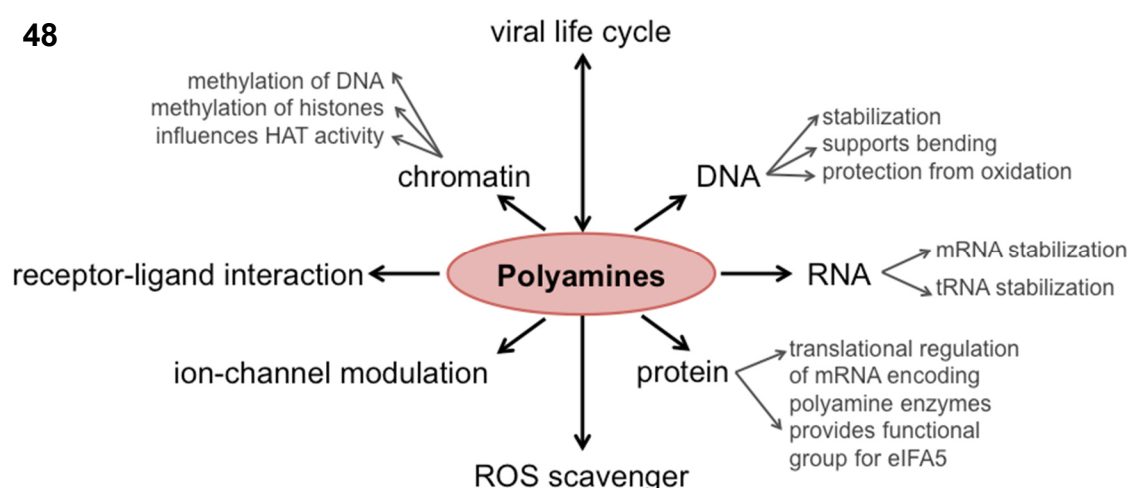 48
viral life cycle
methylation of DNA
methylation of histones
influences HAT activity
chromatin
DNA
stabilization
supports bending
protection from oxidation
receptor-ligand interaction
Polyamines
RNA
mRNA stabilization
tRNA stabilization
ion-channel modulation
protein
translational regulation
of mRNA encoding
polyamine enzymes
provides functional
group for eIFA5
ROS scavenger